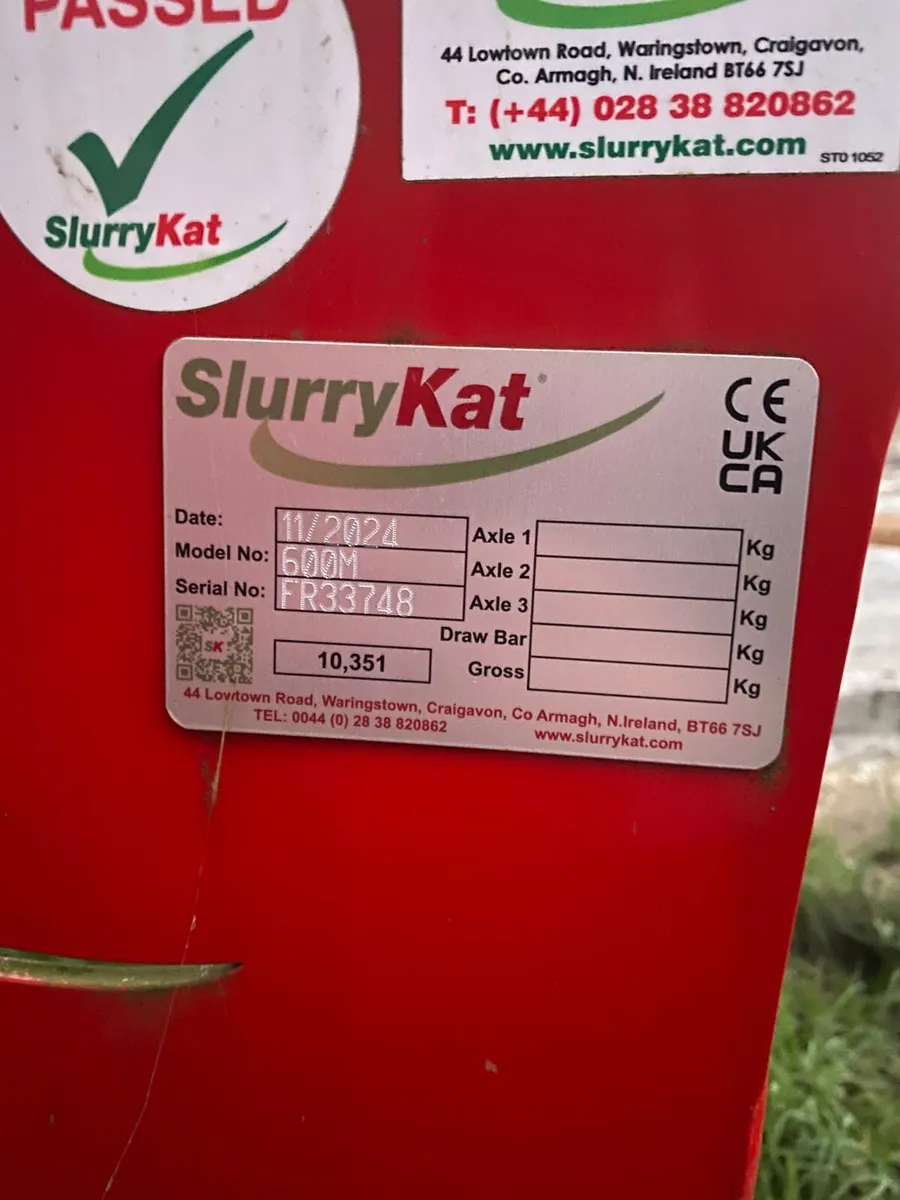 PASSED
SlurryKat
44 Lowtown Road, Waringstown, Craigavon,
Co. Armagh, N. Ireland BT66 7SJ
T: (+44) 028 38 820862
www.slurrykat.com STO 1052
SlurryKat®
CE
UK
CA
Date: 11/2024
Model No: 600M
Serial No: FR33748
SK
10,351
Axle 1 Kg
Axle 2 Kg
Axle 3 Kg
Draw Bar Kg
Gross Kg
44 Lowtown Road, Waringstown, Craigavon, Co Armagh, N.Ireland, BT66 7SJ
TEL: 0044 (0) 28 38 820862 www.slurrykat.com